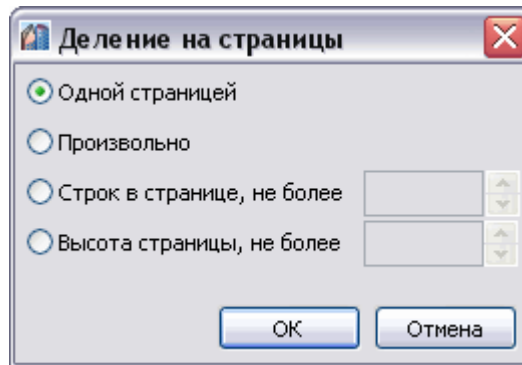 Деление на страницы
Одной страницей
Произвольно
Строк в странице, не более
Высота страницы, не более
ОК
Отмена